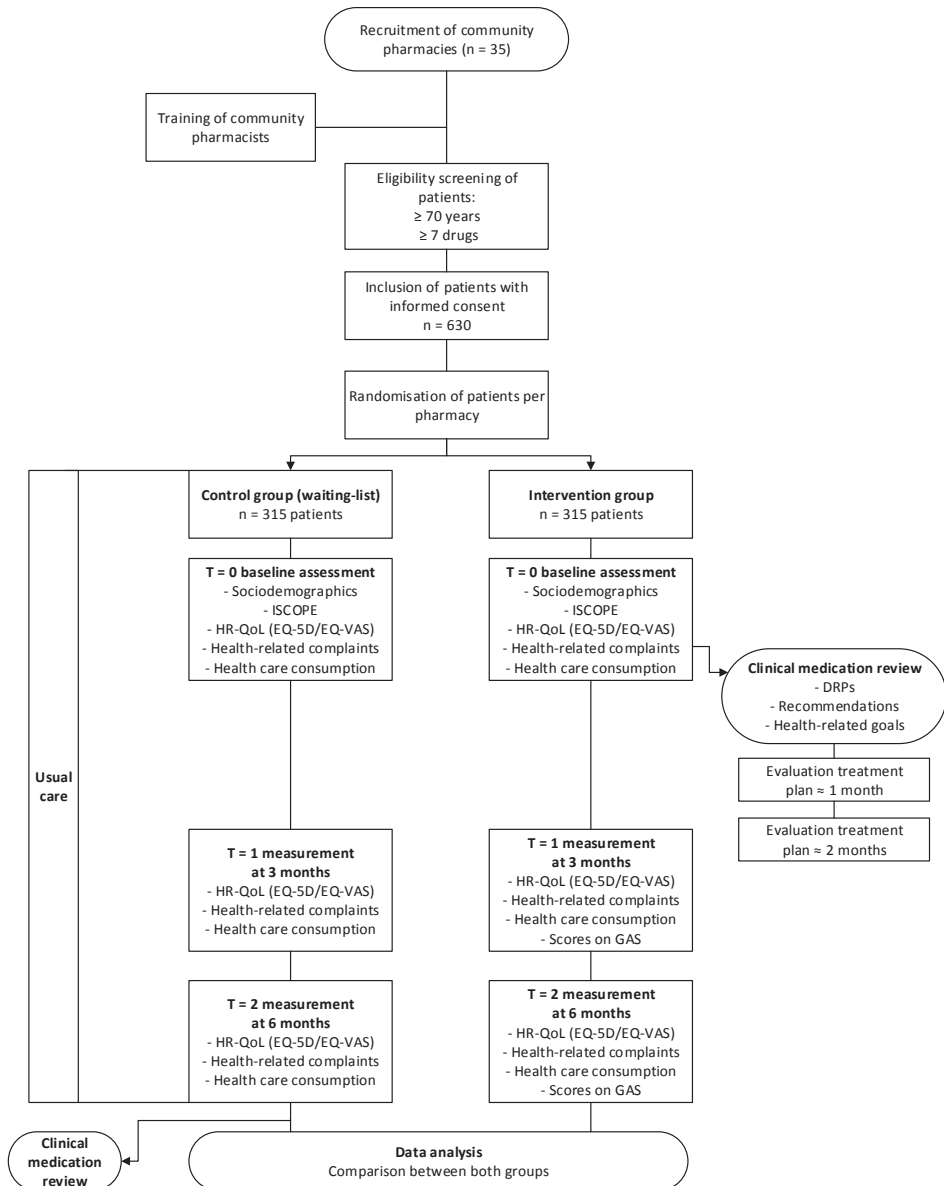 Recruitment of community
pharmacies (n = 35)
Training of community
pharmacists
Eligibility screening of
patients:
≥ 70 years
≥ 7 drugs
Inclusion of patients with
informed consent
n = 630
Randomisation of patients per
pharmacy
Usual
care
Control group (waiting-list)
n = 315 patients
Intervention group
n = 315 patients
T = 0 baseline assessment
- Sociodemographics
- ISCOPE
- HR-QoL (EQ-5D/EQ-VAS)
- Health-related complaints
- Health care consumption
T = 0 baseline assessment
- Sociodemographics
- ISCOPE
- HR-QoL (EQ-5D/EQ-VAS)
- Health-related complaints
- Health care consumption
Clinical medication review
- DRPs
- Recommendations
- Health-related goals
Evaluation treatment
plan ≈ 1 month
Evaluation treatment
plan ≈ 2 months
T = 1 measurement
at 3 months
- HR-QoL (EQ-5D/EQ-VAS)
- Health-related complaints
- Health care consumption
T = 1 measurement
at 3 months
- HR-QoL (EQ-5D/EQ-VAS)
- Health-related complaints
- Health care consumption
- Scores on GAS
T = 2 measurement
at 6 months
- HR-QoL (EQ-5D/EQ-VAS)
- Health-related complaints
- Health care consumption
T = 2 measurement
at 6 months
- HR-QoL (EQ-5D/EQ-VAS)
- Health-related complaints
- Health care consumption
- Scores on GAS
Clinical
medication
review
Data analysis
Comparison between both groups